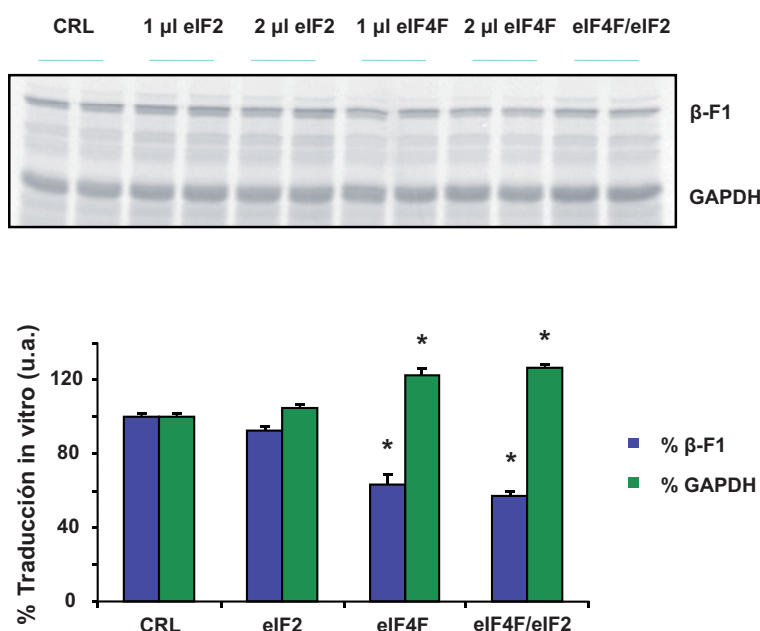 CRL 1 µl eIF2 2 µl eIF2 1 µl eIF4F 2 µl eIF4F eIF4F/eIF2
β-F1
GAPDH
% Traducción in vitro (u.a.)
120
80
40
0
* * * *
CRL eIF2 eIF4F eIF4F/eIF2
% β-F1
% GAPDH